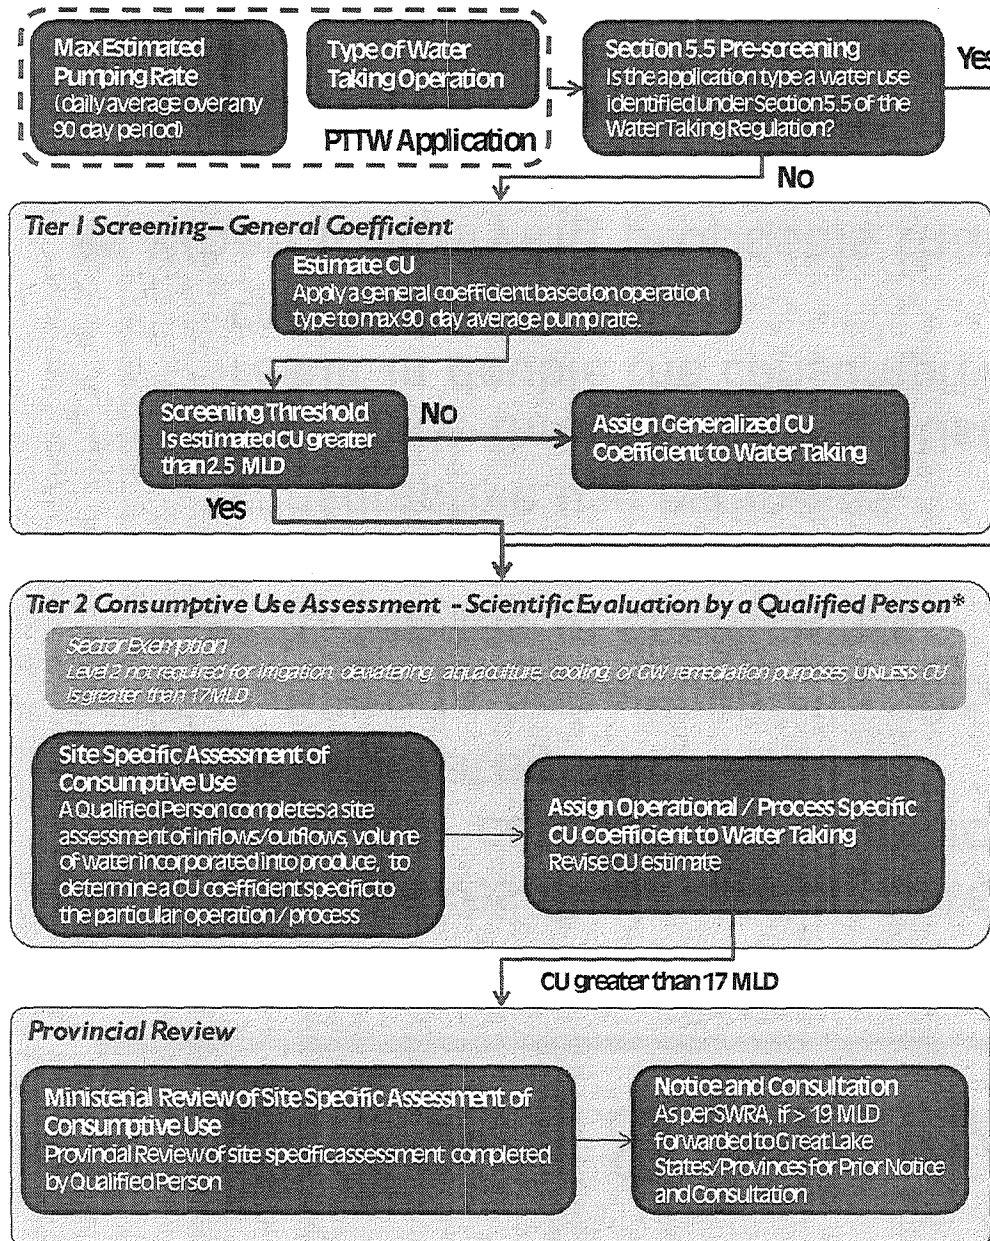 Max Estimated
Pumping Rate
(daily average over any
90 day period)
Type of Water
Taking Operation
PTTW Application
Section 5.5 Pre-screening
Is the application type a water use
identified under Section 5.5 of the
Water Taking Regulation?
Yes
No
Tier 1 Screening – General Coefficient
Estimate CU
Apply a general coefficient based on operation
type to max 90 day average pump rate.
Screening Threshold
Is estimated CU greater
than 2.5 MLD
No
Assign Generalized CU
Coefficient to Water Taking
Yes
Tier 2 Consumptive Use Assessment - Scientific Evaluation by a Qualified Person*
Sector Exemption
Level 2 not required for irrigation, dewatering, aquaculture, cooling, or GW remediation purposes, UNLESS CU
is greater than 17 MLD
Site Specific Assessment of
Consumptive Use
A Qualified Person completes a site
assessment of inflows/outflows, volume
of water incorporated into produce, to
determine a CU coefficient specific to
the particular operation/process
Assign Operational / Process Specific
CU Coefficient to Water Taking
Revise CU estimate
CU greater than 17 MLD
Provincial Review
Ministerial Review of Site Specific Assessment of
Consumptive Use
Provincial Review of site specific assessment completed
by Qualified Person
Notice and Consultation
As per SWRA, if > 19 MLD
forwarded to Great Lake
States/Provinces for Prior Notice
and Consultation